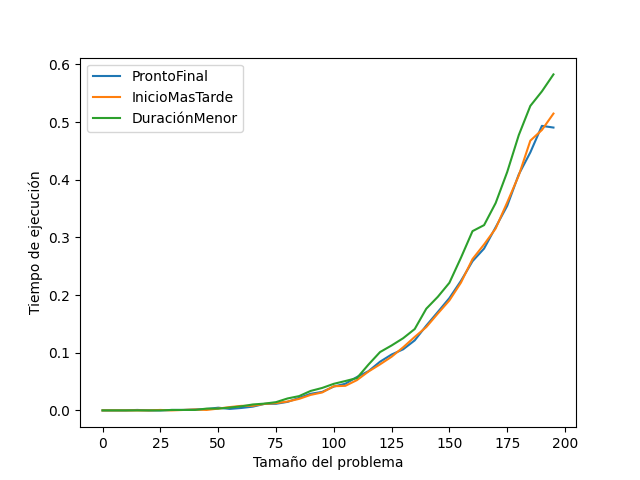 ProntoFinal
InicioMasTarde
DuraciónMenor
Tiempo de ejecución
0.6
0.5
0.4
0.3
0.2
0.1
0.0
0 25 50 75 100 125 150 175 200
Tamaño del problema